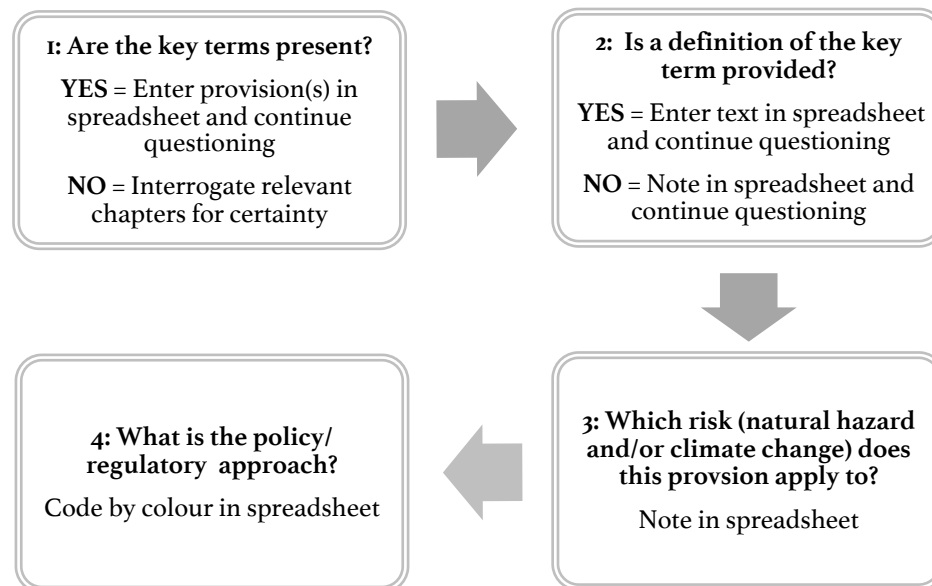 1: Are the key terms present?
YES = Enter provision(s) in
spreadsheet and continue
questioning
NO = Interrogate relevant
chapters for certainty
2: Is a definition of the key
term provided?
YES = Enter text in spreadsheet
and continue questioning
NO = Note in spreadsheet and
continue questioning
3: Which risk (natural hazard
and/or climate change) does
this provsion apply to?
Note in spreadsheet
4: What is the policy/
regulatory approach?
Code by colour in spreadsheet